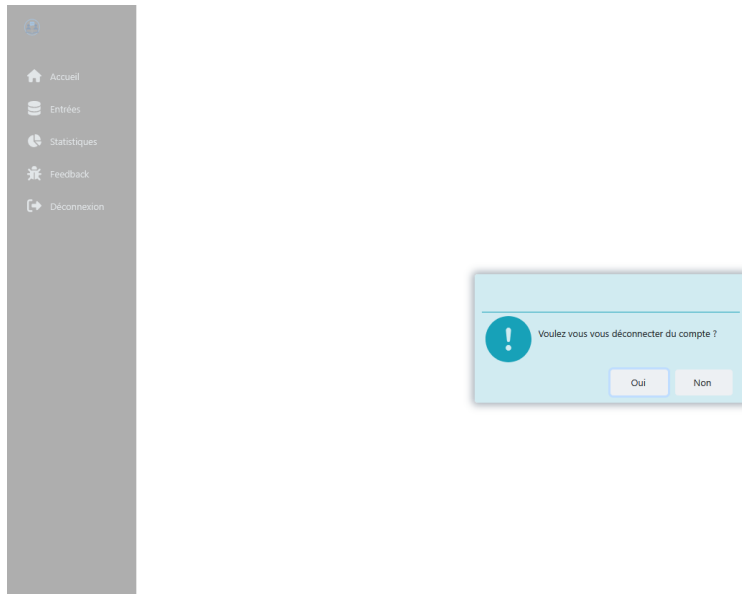 Accueil
Entrées
Statistiques
Feedback
Déconnexion
Voulez vous vous déconnecter du compte ?
Oui
Non